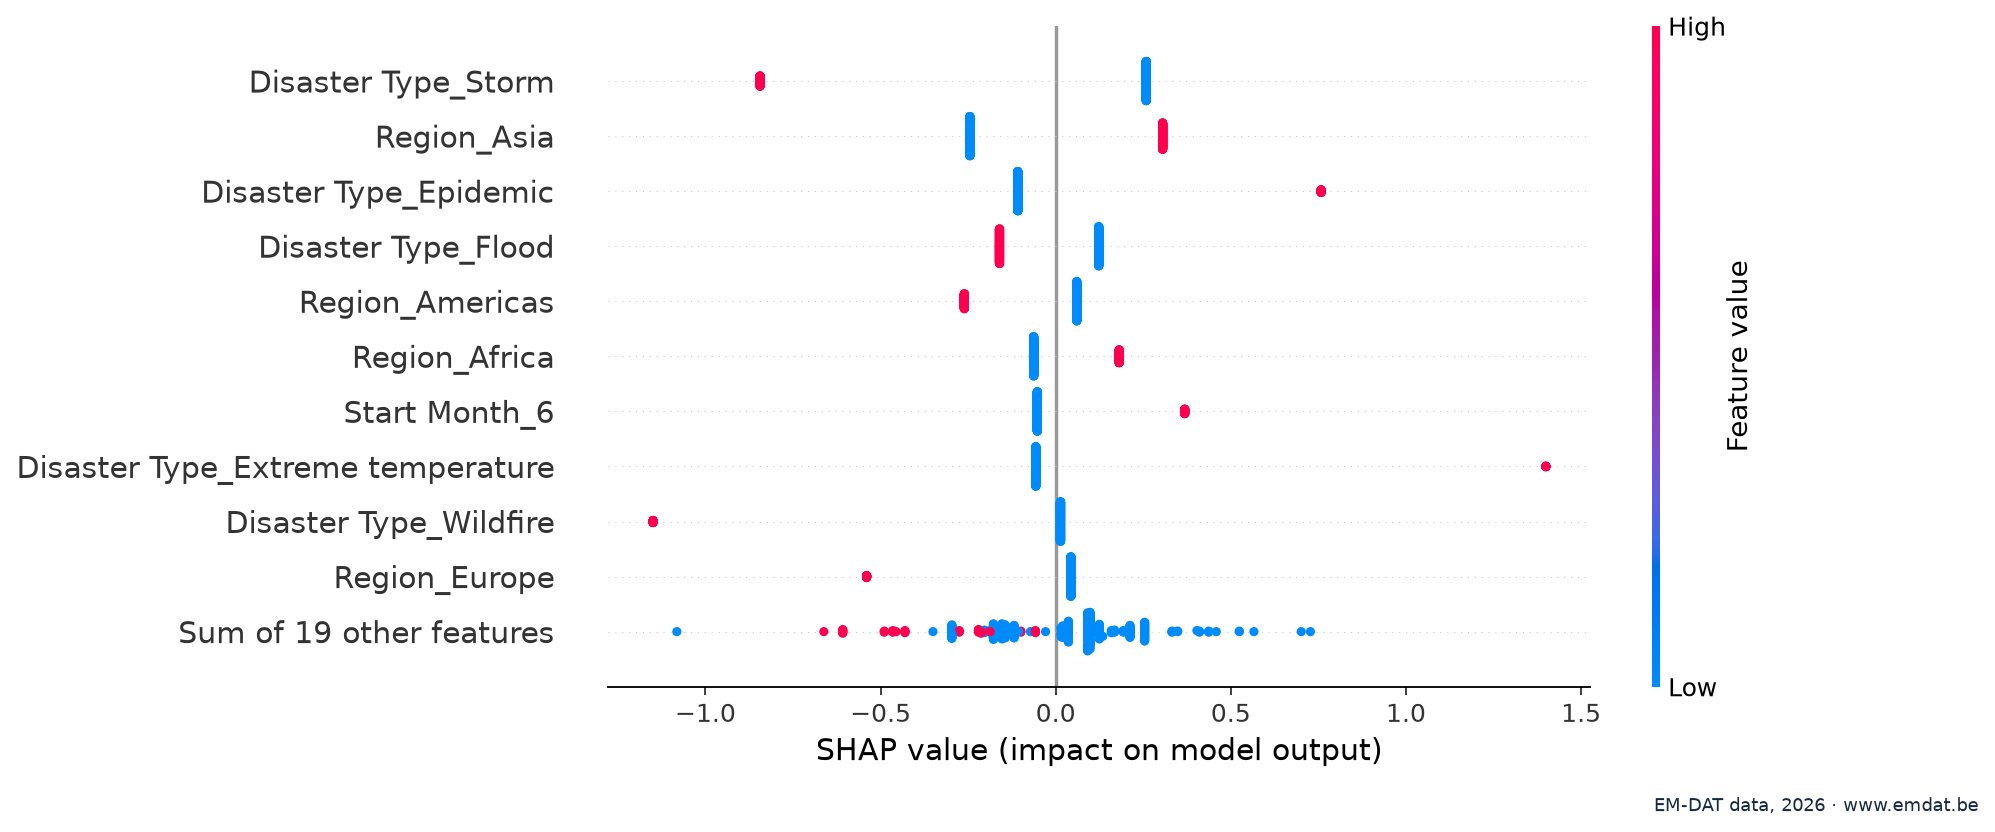 High
Disaster Type_Storm
Region_Asia
Disaster Type_Epidemic
Disaster Type_Flood
Region_Americas
Region_Africa
Start Month_6
Disaster Type_Extreme temperature
Disaster Type_Wildfire
Region_Europe
Sum of 19 other features
Feature value
Low
−1.0 −0.5 0.0 0.5 1.0 1.5
SHAP value (impact on model output)
EM-DAT data, 2026 · www.emdat.be